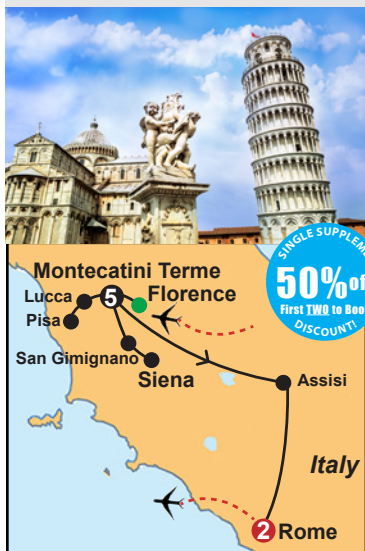 SINGLE SUPPLEM
50% of
First TWO to Boo
DISCOUNT!
Montecatini Terme
5
Florence
Lucca
Pisa
San Gimignano
Siena
Assisi
Italy
2
Rome